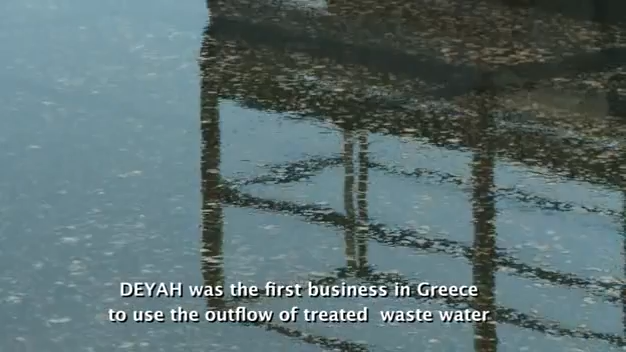 DEYAH was the first business in Greece
to use the outflow of treated  waste water